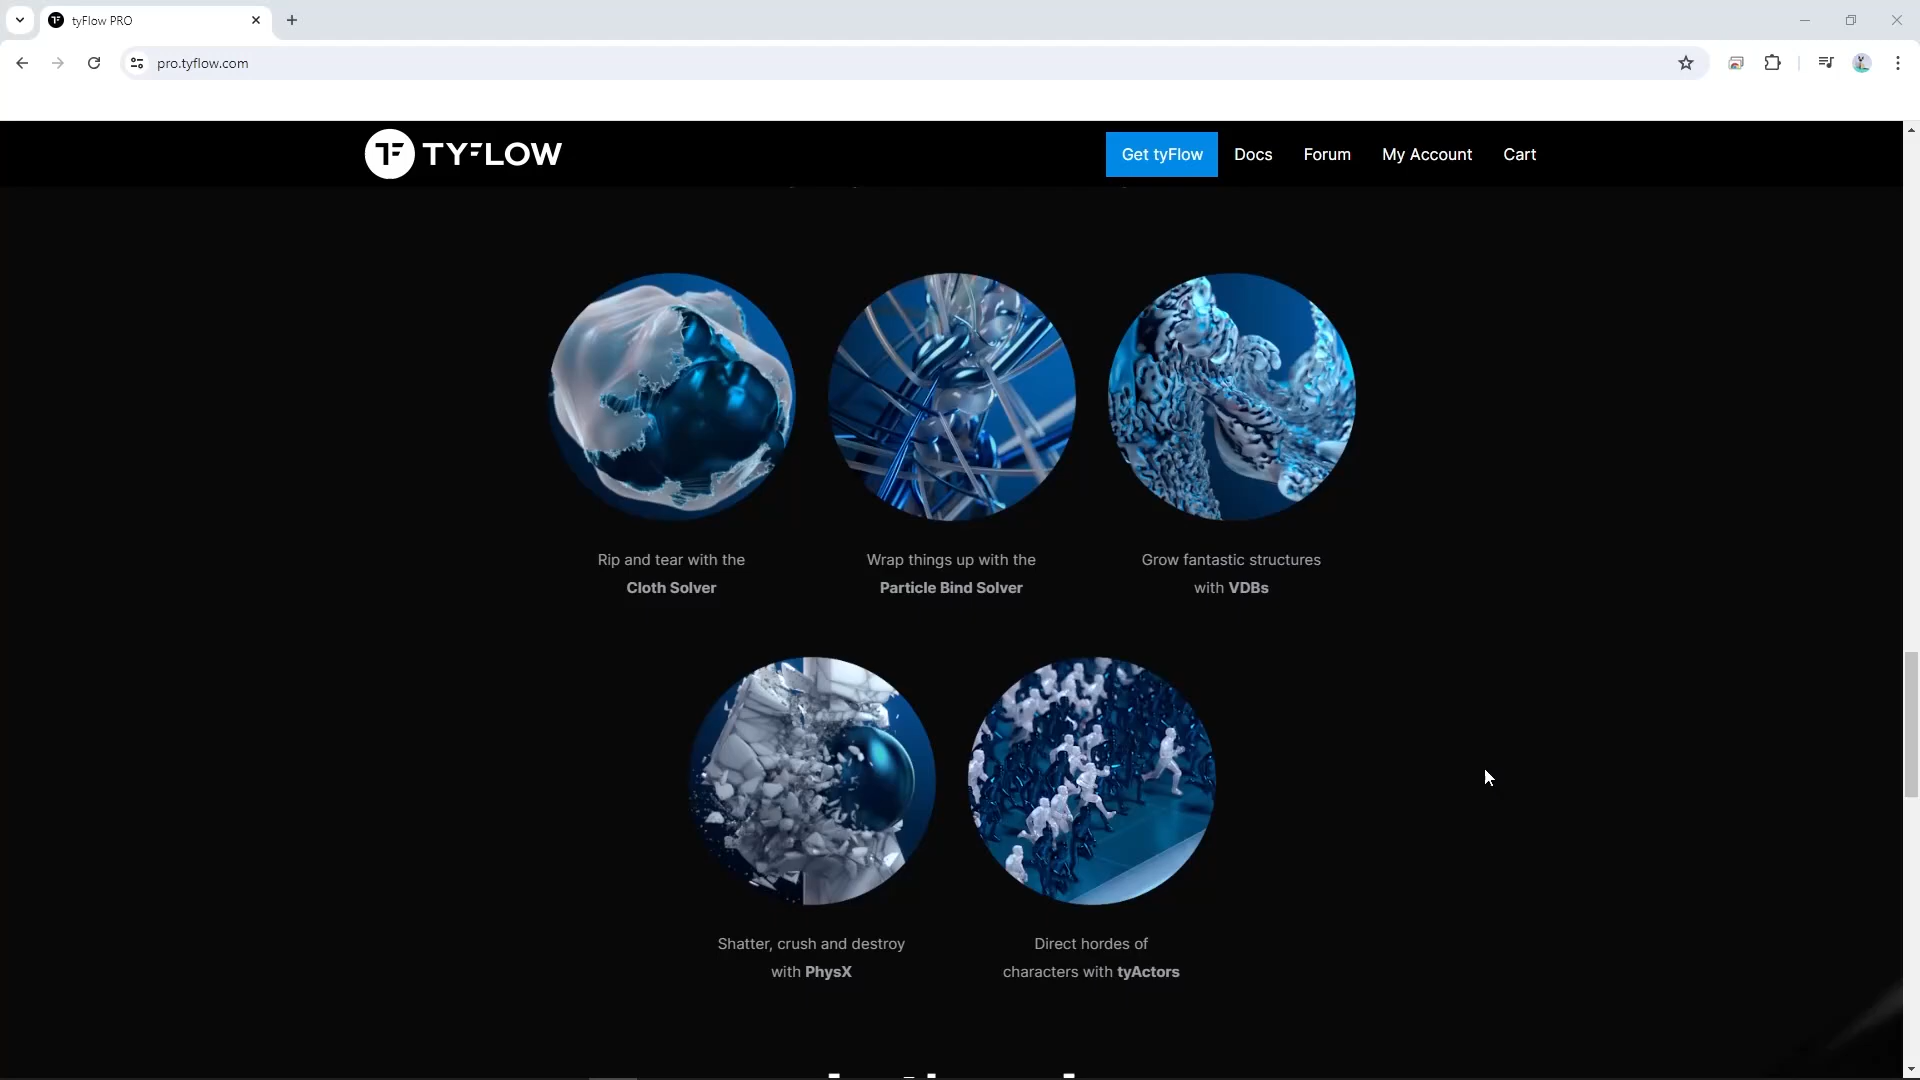 tyFlow PRO
pro.tyflow.com
TF TYFLOW
Get tyFlow
Docs
Forum
My Account
Cart
Rip and tear with the
Cloth Solver
Wrap things up with the
Particle Bind Solver
Grow fantastic structures
with VDBs
Shatter, crush and destroy
with PhysX
Direct hordes of
characters with tyActors